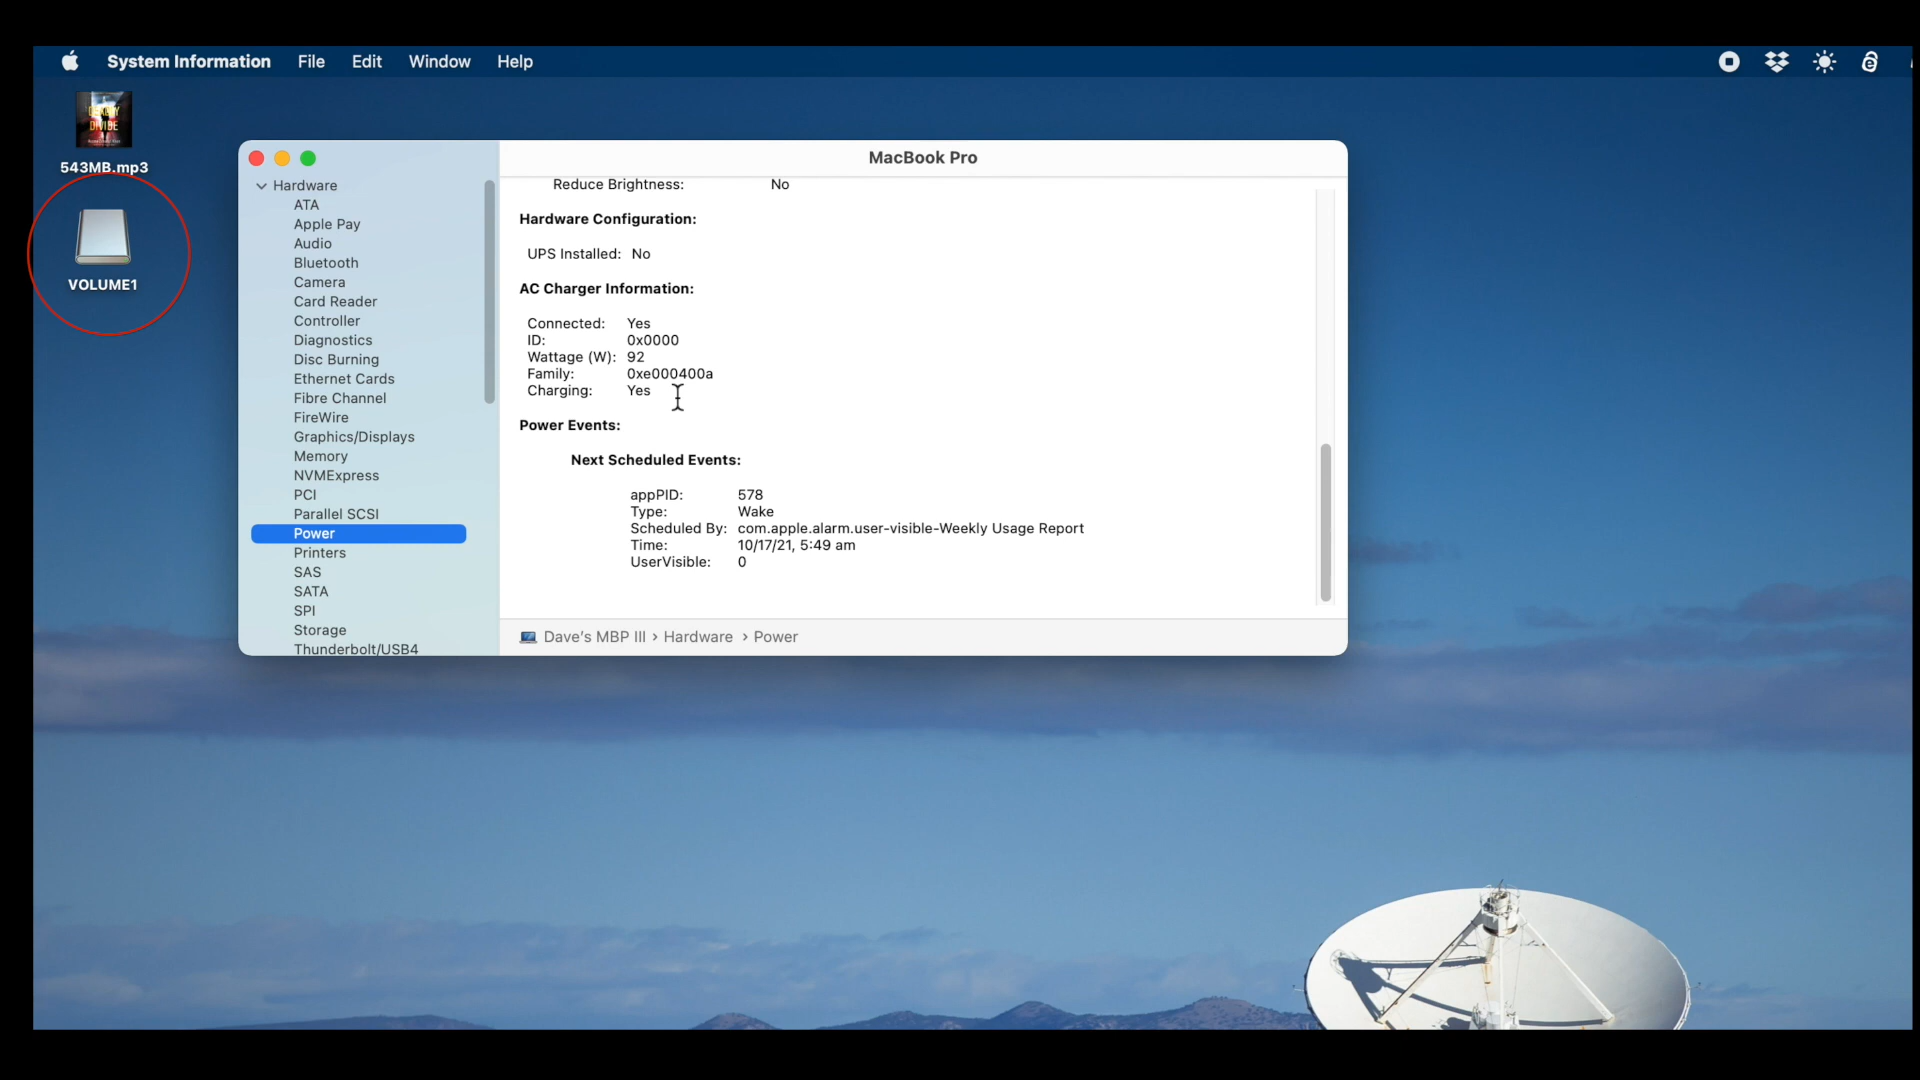 System Information File Edit Window Help
DIVIDE
543MB.mp3
VOLUME1
MacBook Pro
Hardware
ATA
Apple Pay
Audio
Bluetooth
Camera
Card Reader
Controller
Diagnostics
Disc Burning
Ethernet Cards
Fibre Channel
FireWire
Graphics/Displays
Memory
NVMExpress
PCI
Parallel SCSI
Power
Printers
SAS
SATA
SPI
Storage
Thunderbolt/USB4
Reduce Brightness: No
Hardware Configuration:
UPS Installed: No
AC Charger Information:
Connected: Yes
ID: 0x0000
Wattage (W): 92
Family: 0xe000400a
Charging: Yes
Power Events:
Next Scheduled Events:
appPID: 578
Type: Wake
Scheduled By: com.apple.alarm.user-visible-Weekly Usage Report
Time: 10/17/21, 5:49 am
UserVisible: 0
Dave's MBP III › Hardware › Power